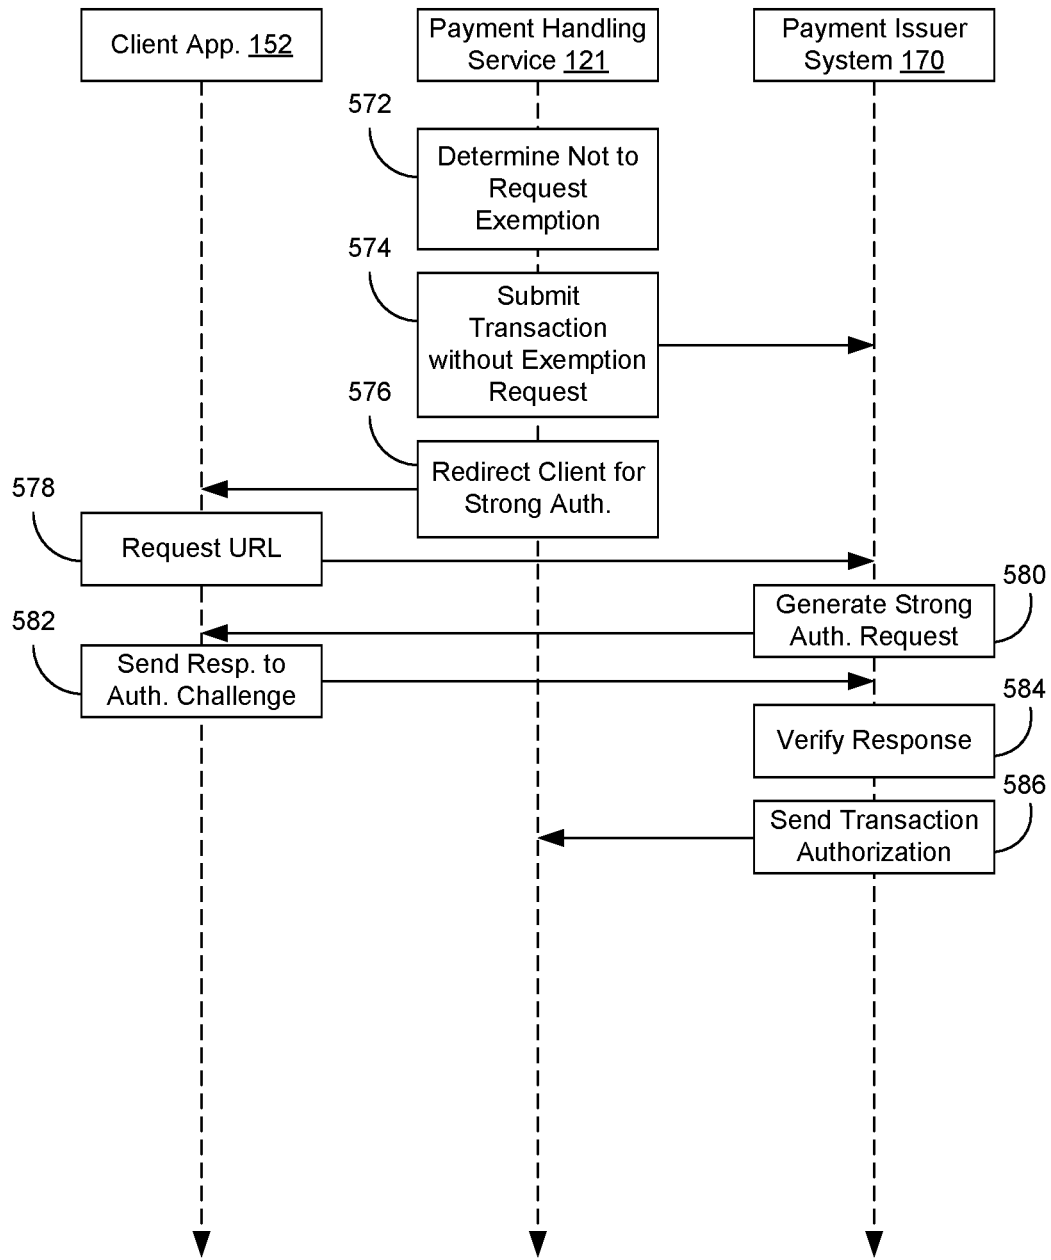 Client App. 152
Payment Handling
Service 121
Payment Issuer
System 170
572
Determine Not to
Request
Exemption
574
Submit
Transaction
without Exemption
Request
576
Redirect Client for
Strong Auth.
578
Request URL
580
Generate Strong
Auth. Request
582
Send Resp. to
Auth. Challenge
584
Verify Response
586
Send Transaction
Authorization